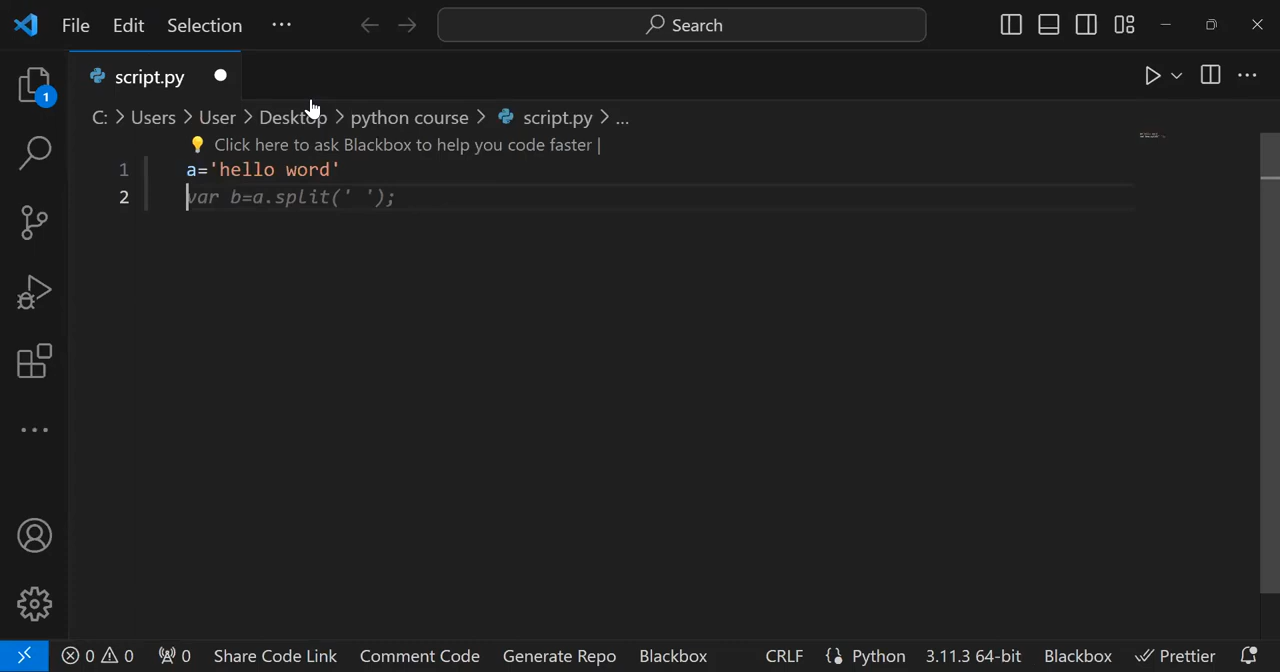 File Edit Selection ··· Search
1
script.py
C: > Users > User > Desktop > python course > script.py > ...
Click here to ask Blackbox to help you code faster |
1 a='hello word'
2 var b=a.split(' ');
0 0 0 Share Code Link Comment Code Generate Repo Blackbox CRLF {} Python 3.11.3 64-bit Blackbox Prettier